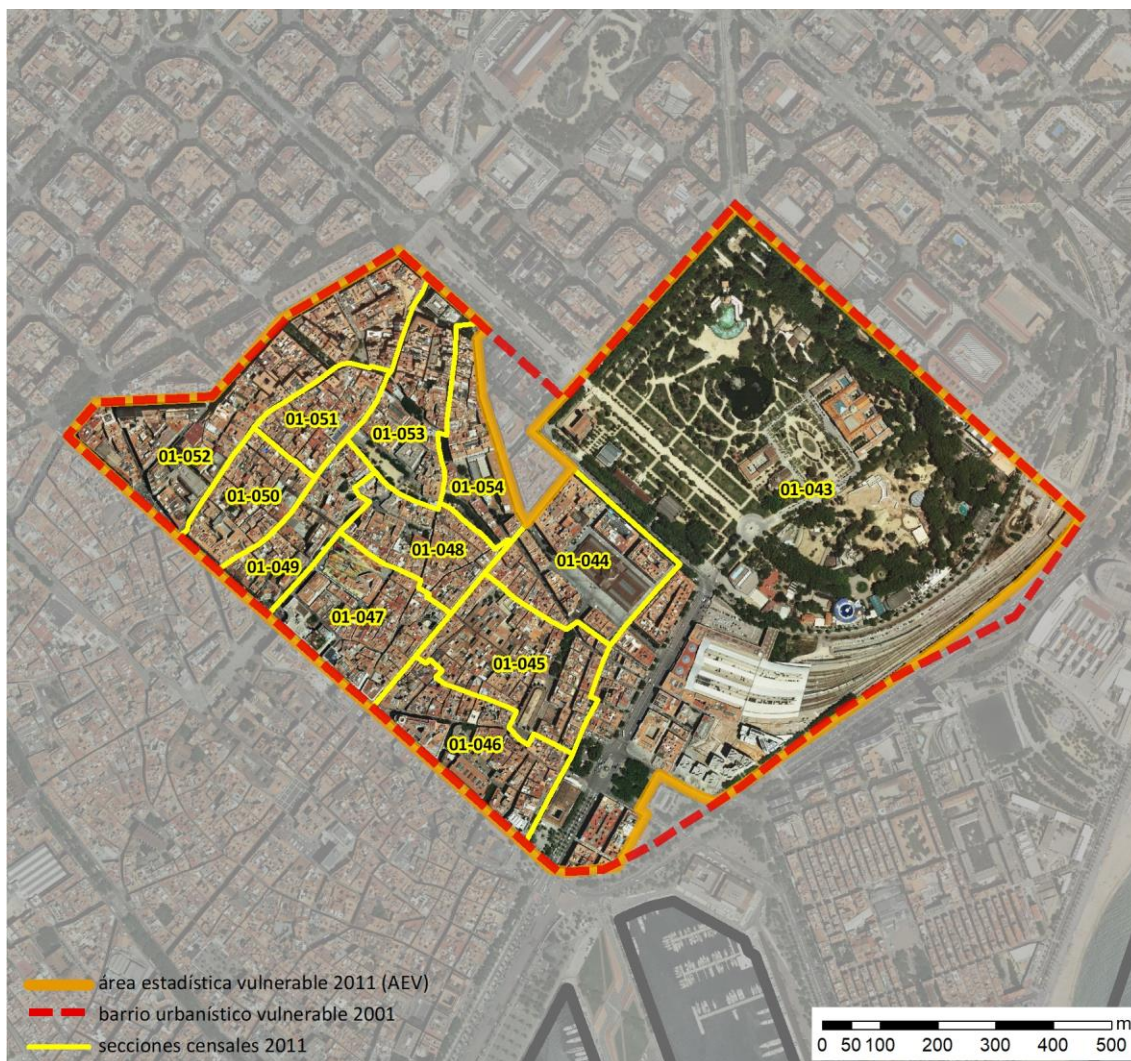 01-043
01-051
01-053
01-052
01-054
01-050
01-048
01-044
01-049
01-047
01-045
01-046
área estadística vulnerable 2011 (AEV)
barrio urbanístico vulnerable 2001
secciones censales 2011
m
0 50 100 200 300 400 500